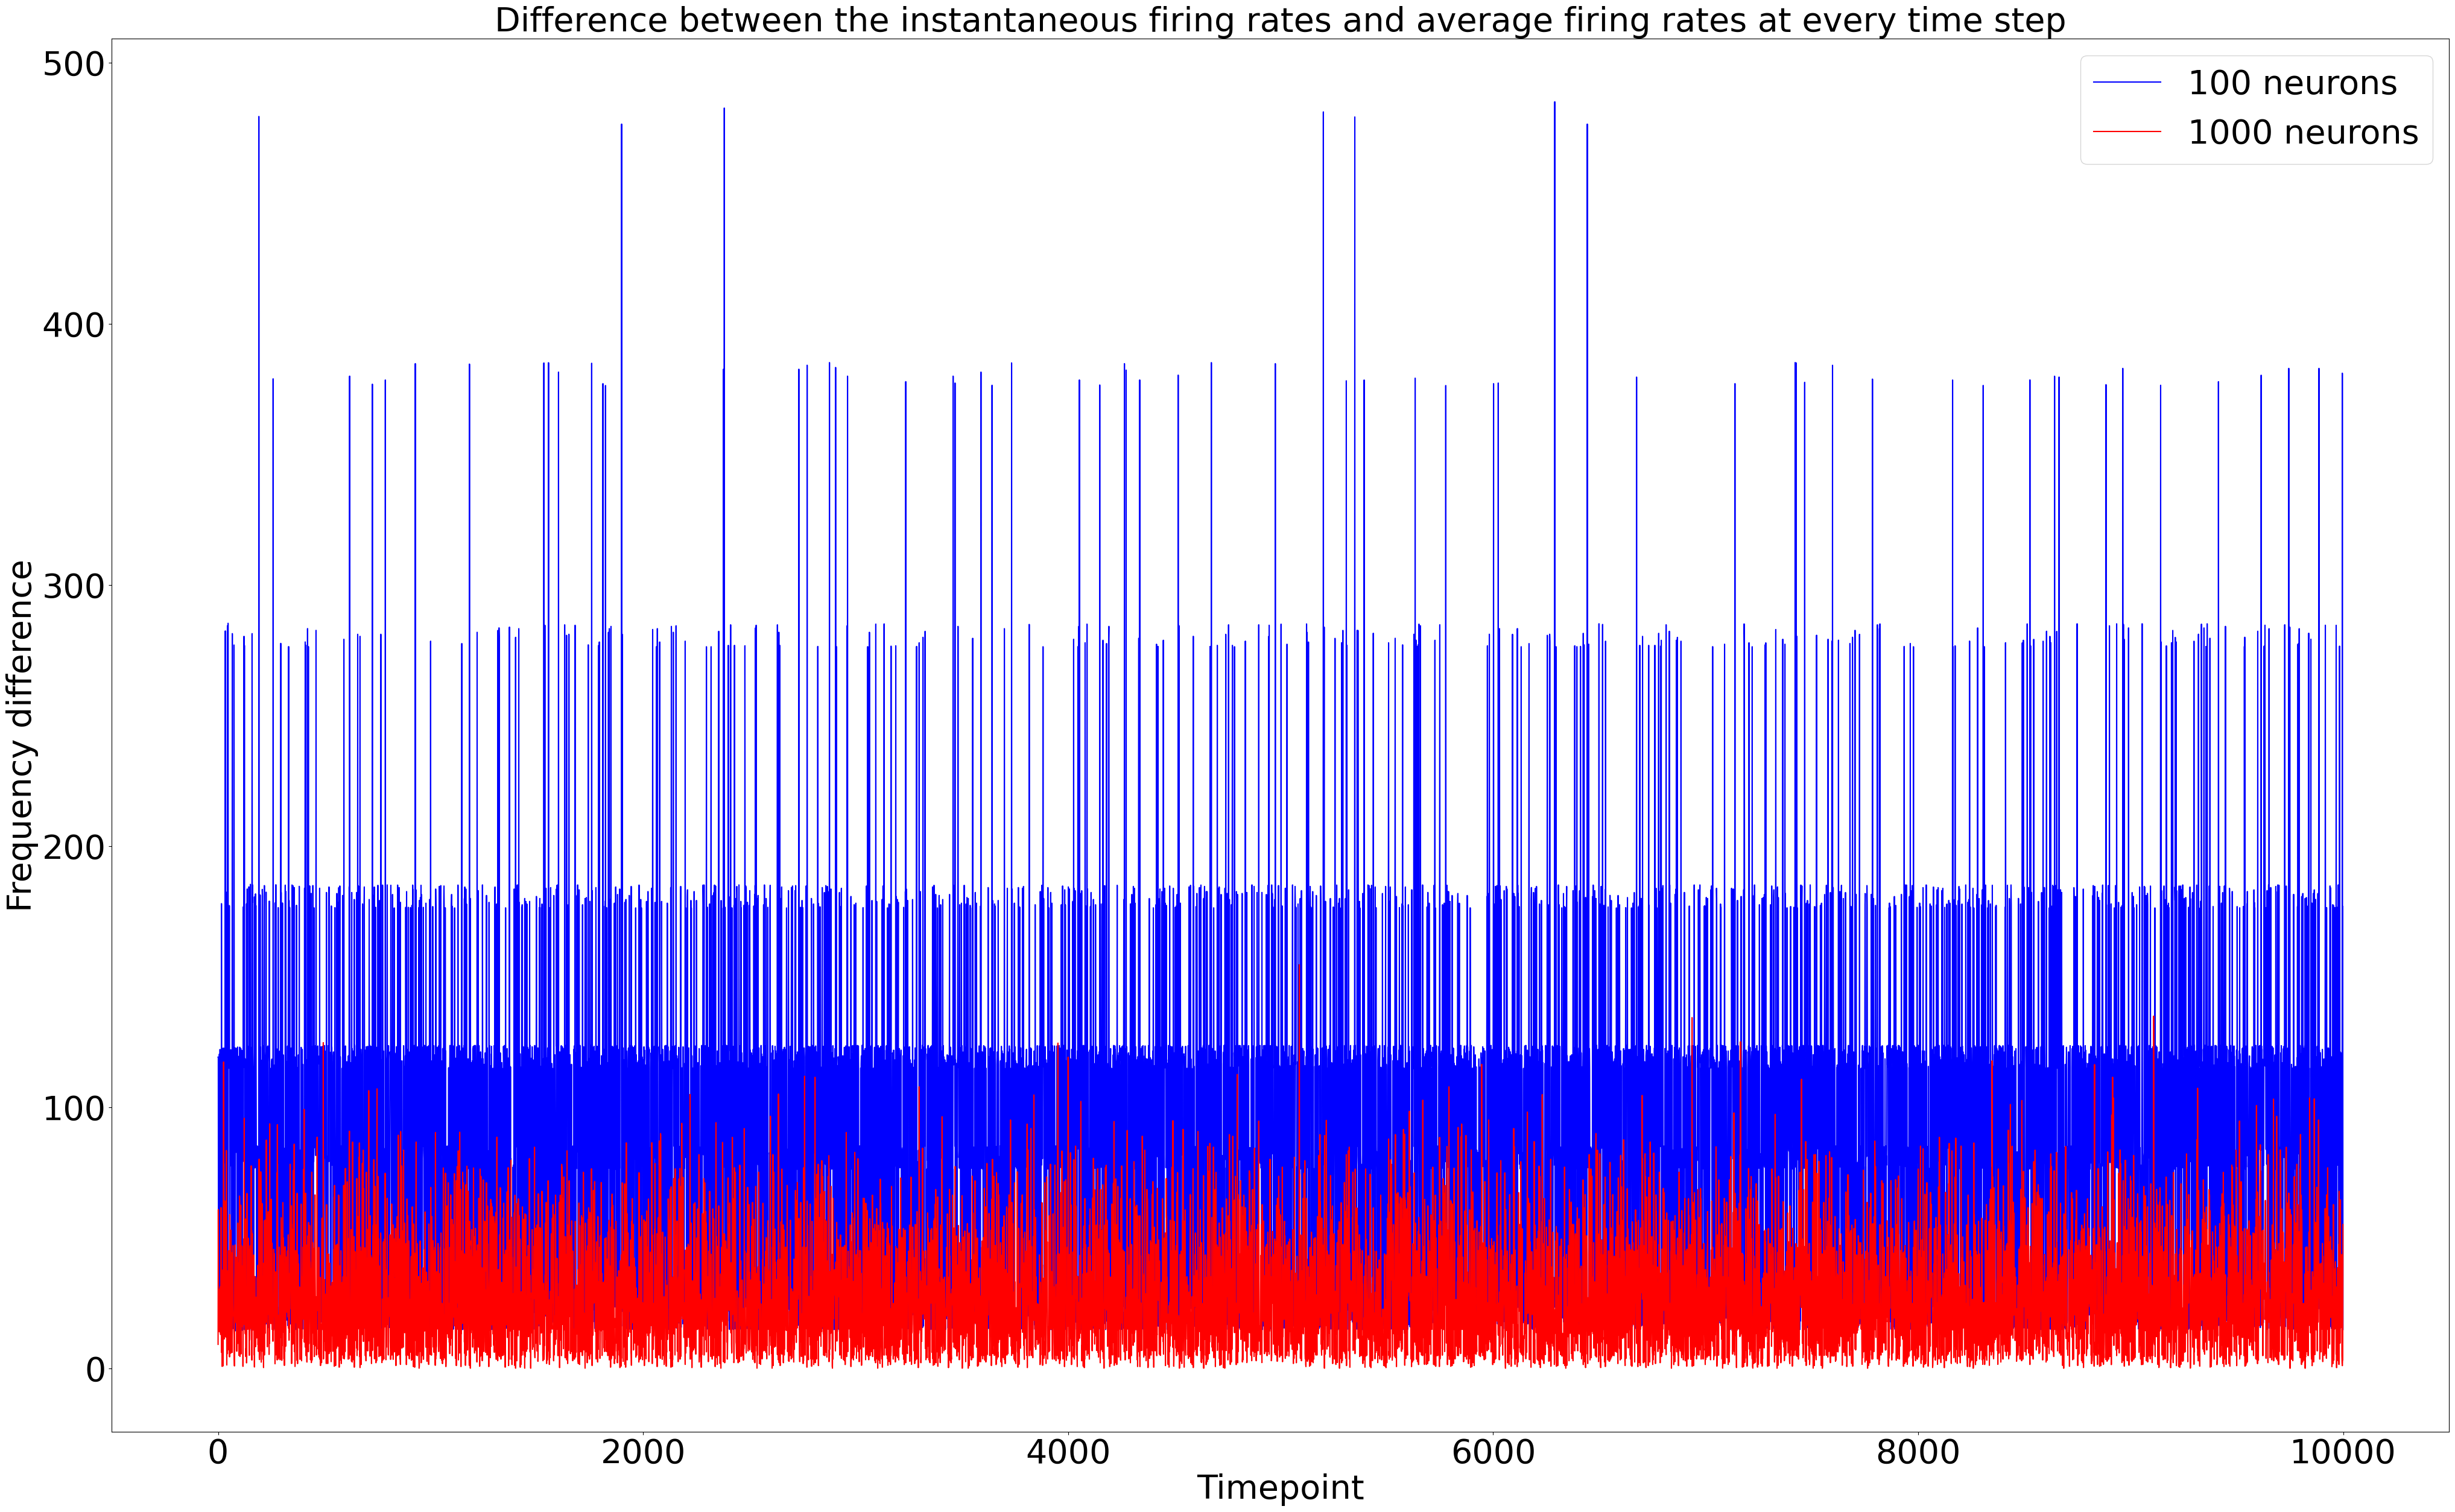 Difference between the instantaneous firing rates and average firing rates at every time step
100 neurons
1000 neurons
Frequency difference
500
400
300
200
100
0
0 2000 4000 6000 8000 10000
Timepoint